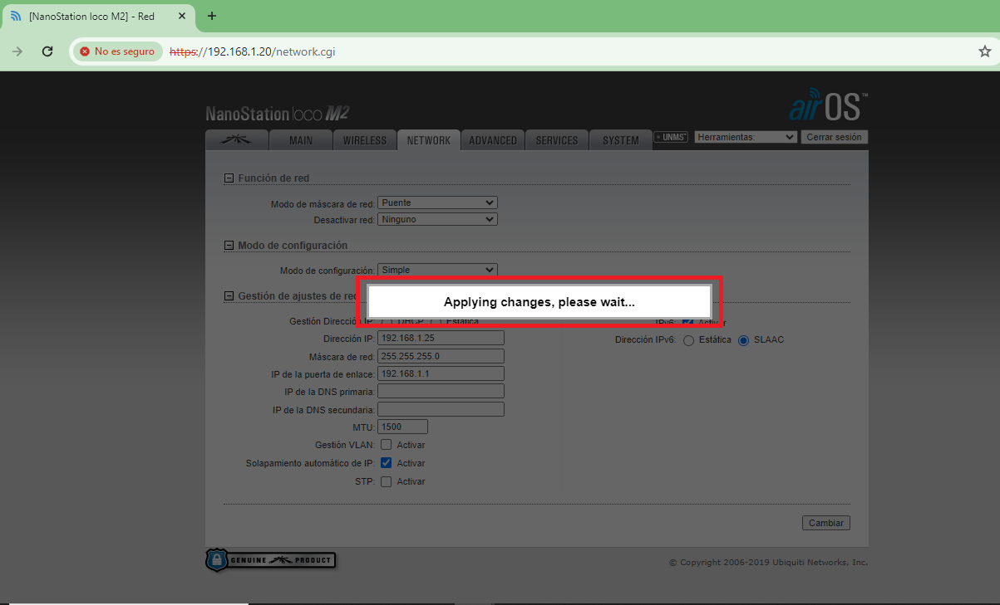 [NanoStation loco M2] - Red
No es seguro https://192.168.1.20/network.cgi
NanoStation loco M2
airOS™
MAIN WIRELESS NETWORK ADVANCED SERVICES SYSTEM UNMS™ Herramientas: Cerrar sesión
Función de red
Modo de máscara de red: Puente
Desactivar red: Ninguno
Modo de configuración
Modo de configuración: Simple
Gestión de ajustes de red
Applying changes, please wait...
Gestión Dirección IP: DHCP Estática IPv6: Activar
Dirección IP: 192.168.1.25 Dirección IPv6: Estática SLAAC
Máscara de red: 255.255.255.0
IP de la puerta de enlace: 192.168.1.1
IP de la DNS primaria:
IP de la DNS secundaria:
MTU: 1500
Gestión VLAN: Activar
Solapamiento automático de IP: Activar
STP: Activar
Cambiar
GENUINE PRODUCT
© Copyright 2006-2019 Ubiquiti Networks, Inc.